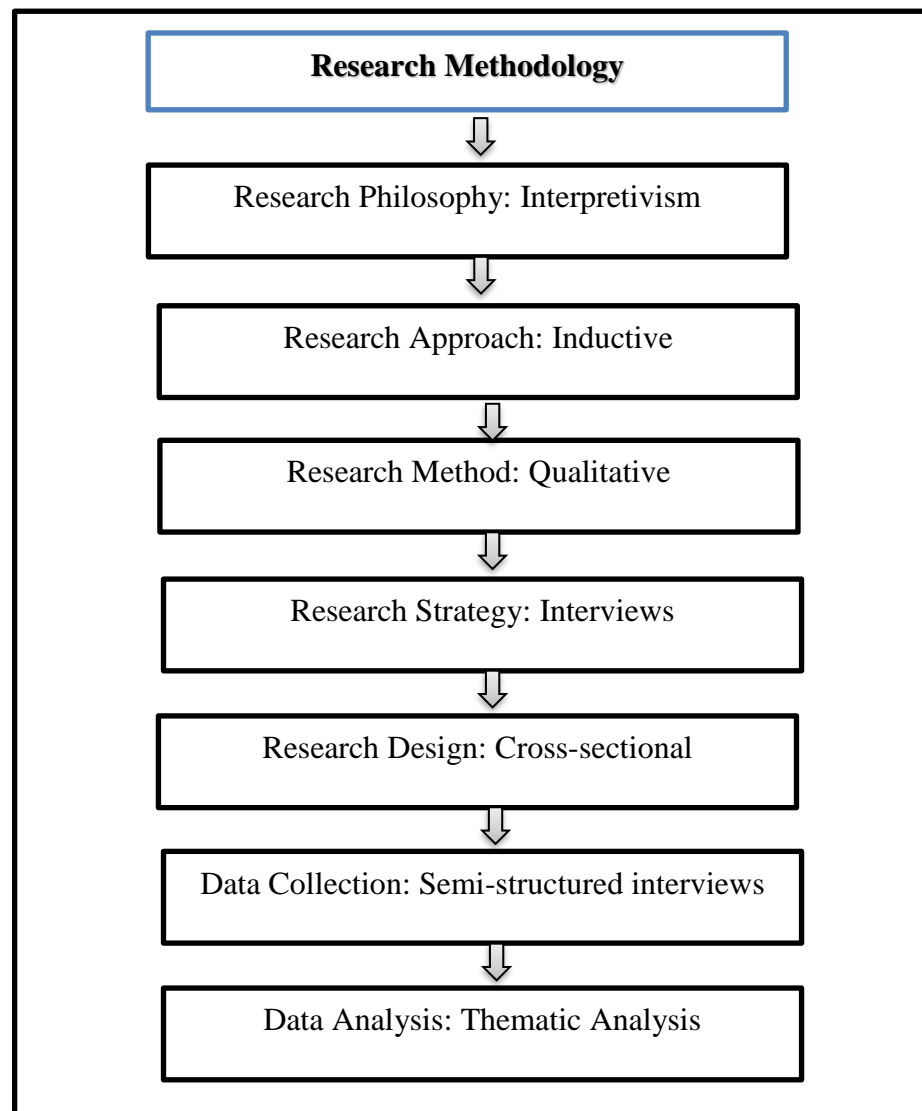 Research Methodology
Research Philosophy: Interpretivism
Research Approach: Inductive
Research Method: Qualitative
Research Strategy: Interviews
Research Design: Cross-sectional
Data Collection: Semi-structured interviews
Data Analysis: Thematic Analysis